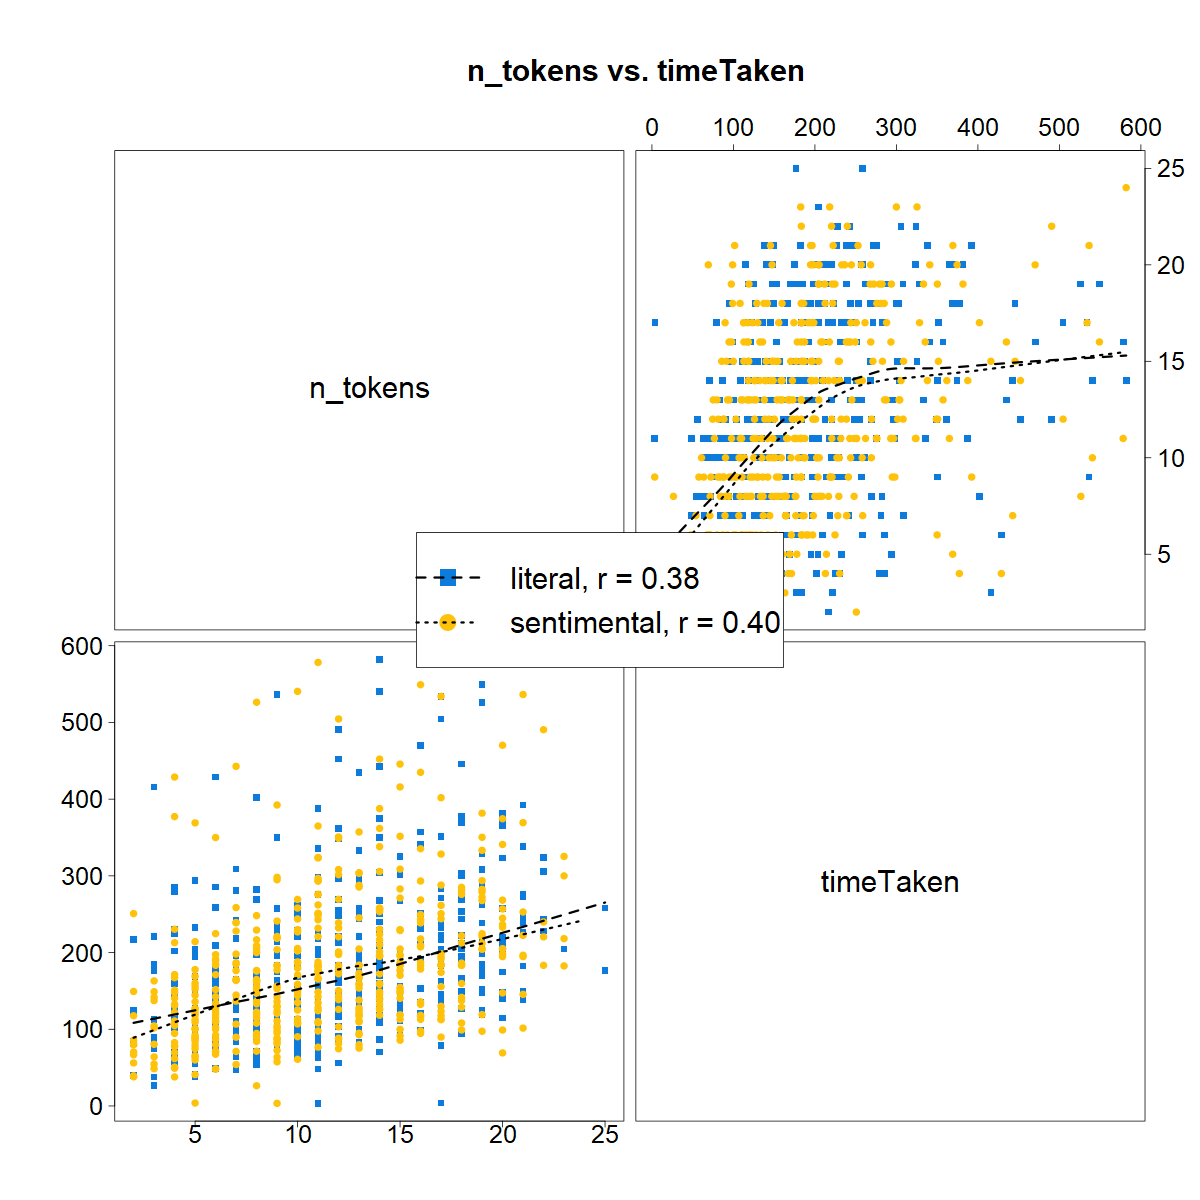 n_tokens vs. timeTaken
0 100 200 300 400 500 600
25
20
15
10
5
n_tokens
literal, r = 0.38
sentimental, r = 0.40
600
500
400
300
200
100
0
timeTaken
5 10 15 20 25